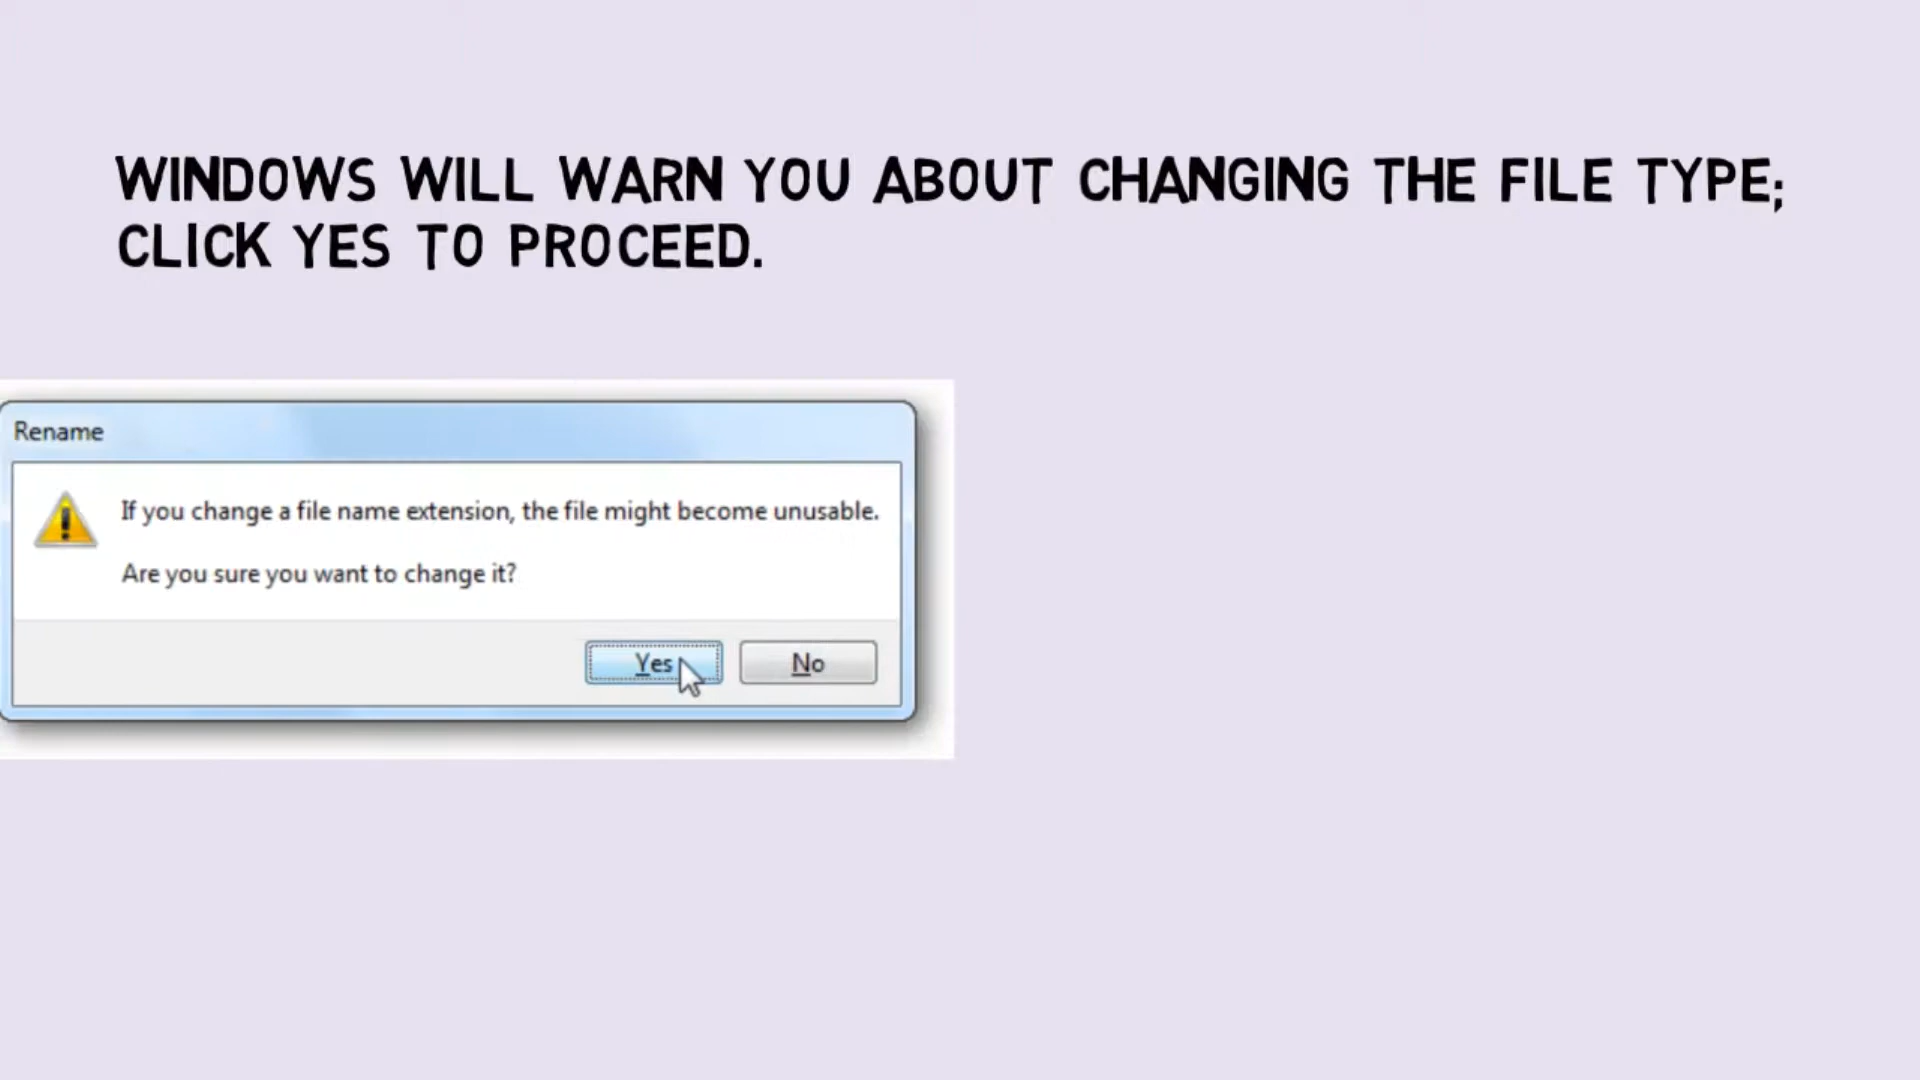 WINDOWS WILL WARN YOU ABOUT CHANGING THE FILE TYPE;
CLICK YES TO PROCEED.
Rename
If you change a file name extension, the file might become unusable.
Are you sure you want to change it?
Yes No